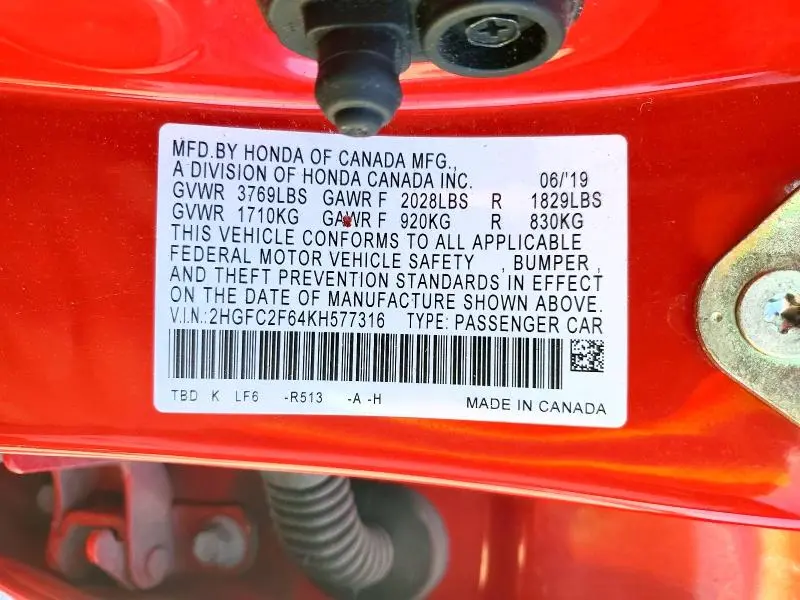 MFD.BY HONDA OF CANADA MFG.,
A DIVISION OF HONDA CANADA INC. 06/'19
GVWR 3769LBS GAWR F 2028LBS R 1829LBS
GVWR 1710KG GAWR F 920KG R 830KG
THIS VEHICLE CONFORMS TO ALL APPLICABLE
FEDERAL MOTOR VEHICLE SAFETY , BUMPER ,
AND THEFT PREVENTION STANDARDS IN EFFECT
ON THE DATE OF MANUFACTURE SHOWN ABOVE.
V.I.N.:2HGFC2F64KH577316 TYPE: PASSENGER CAR
TBD K LF6 -R513 -A -H MADE IN CANADA